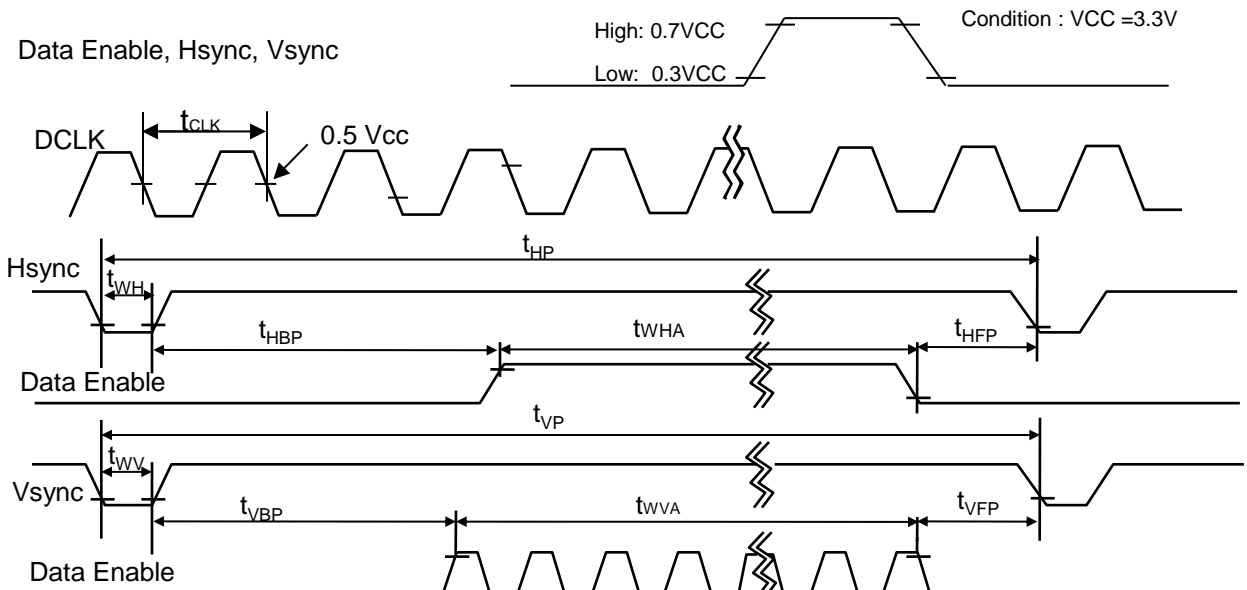 Condition : VCC =3.3V
High: 0.7VCC
Data Enable, Hsync, Vsync
Low: 0.3VCC
tCLK
DCLK
0.5 Vcc
tHP
Hsync
tWH
tHBP
tWHA
tHFP
Data Enable
tVP
tWV
Vsync
tVBP
tWVA
tVFP
Data Enable